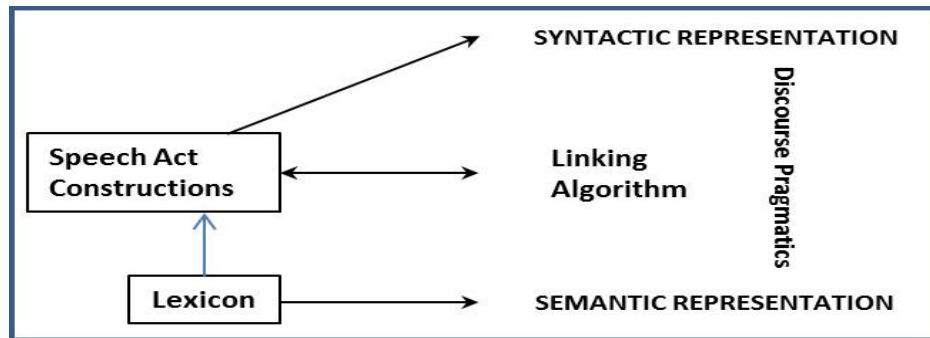 SYNTACTIC REPRESENTATION
Speech Act
Constructions
Linking
Algorithm
Discourse Pragmatics
Lexicon
SEMANTIC REPRESENTATION